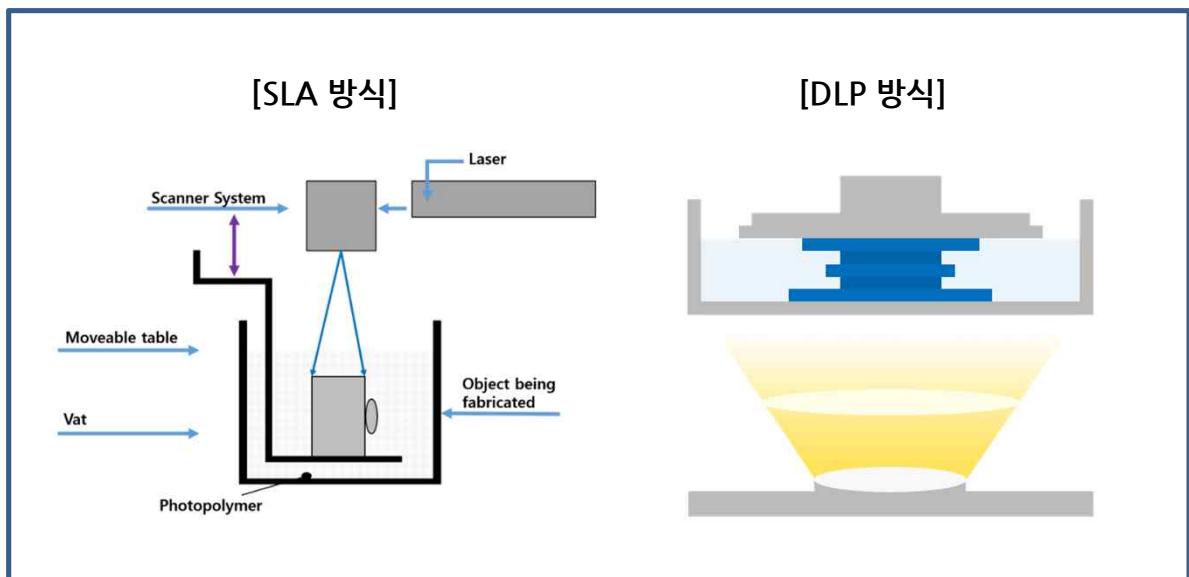 [SLA 방식]
[DLP 방식]
Laser
Scanner System
Moveable table
Object being
fabricated
Vat
Photopolymer